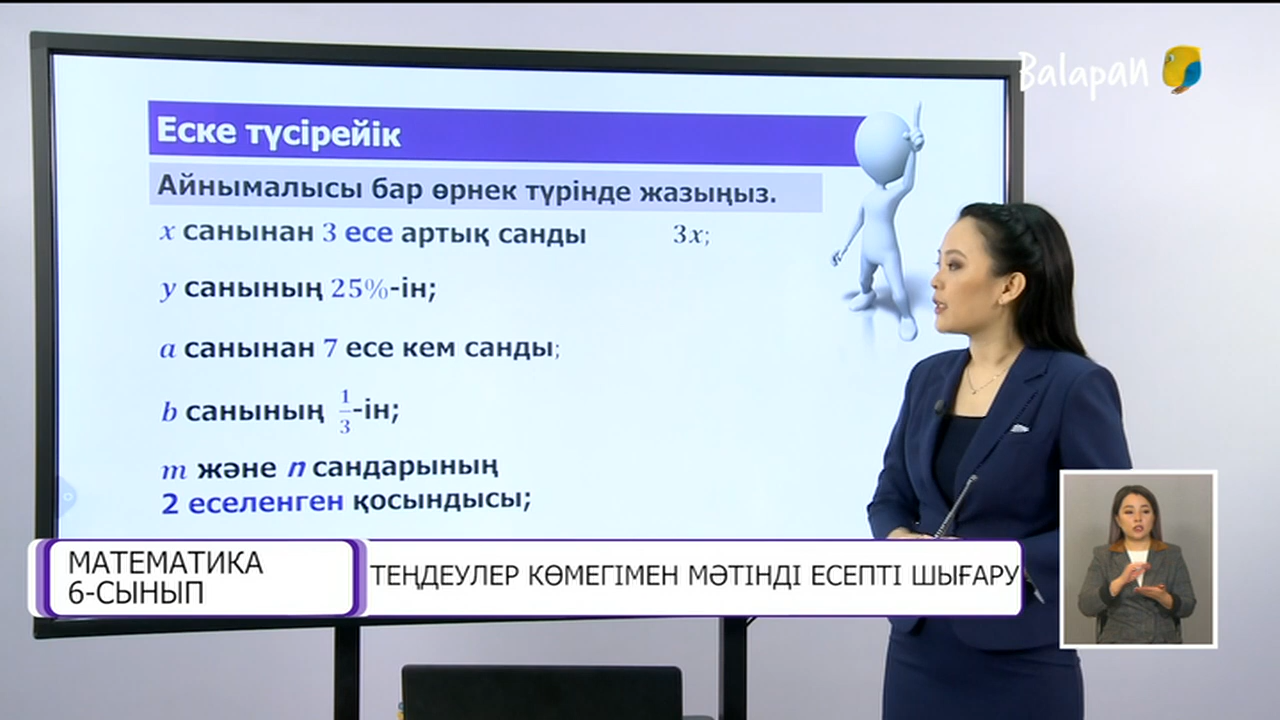 Balapan
Еске түсірейік
Айнымалысы бар өрнек түрінде жазыңыз.
x санынан 3 есе артық санды 3x;
y санының 25%-ін;
a санынан 7 есе кем санды;
b санының 1/3-ін;
m және n сандарының
2 еселенген қосындысы;
МАТЕМАТИКА
6-СЫНЫП
ТЕҢДЕУЛЕР КӨМЕГІМЕН МӘТІНДІ ЕСЕПТІ ШЫҒАРУ